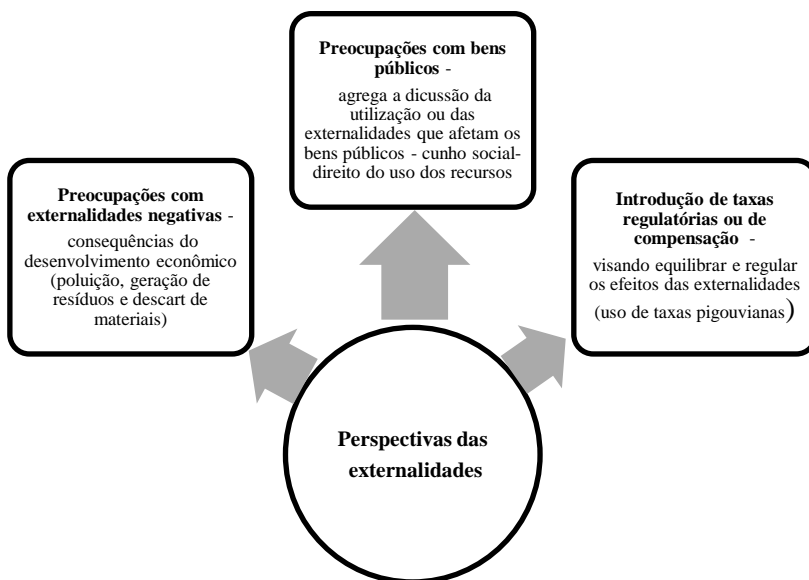 Preocupações com bens
públicos -
agrega a dicussão da
utilização ou das
externalidades que afetam os
bens públicos - cunho social-
direito do uso dos recursos
Preocupações com
externalidades negativas -
consequências do
desenvolvimento econômico
(poluição, geração de
resíduos e descart de
materiais)
Introdução de taxas
regulatórias ou de
compensação -
visando equilibrar e regular
os efeitos das externalidades
(uso de taxas pigouvianas)
Perspectivas das
externalidades